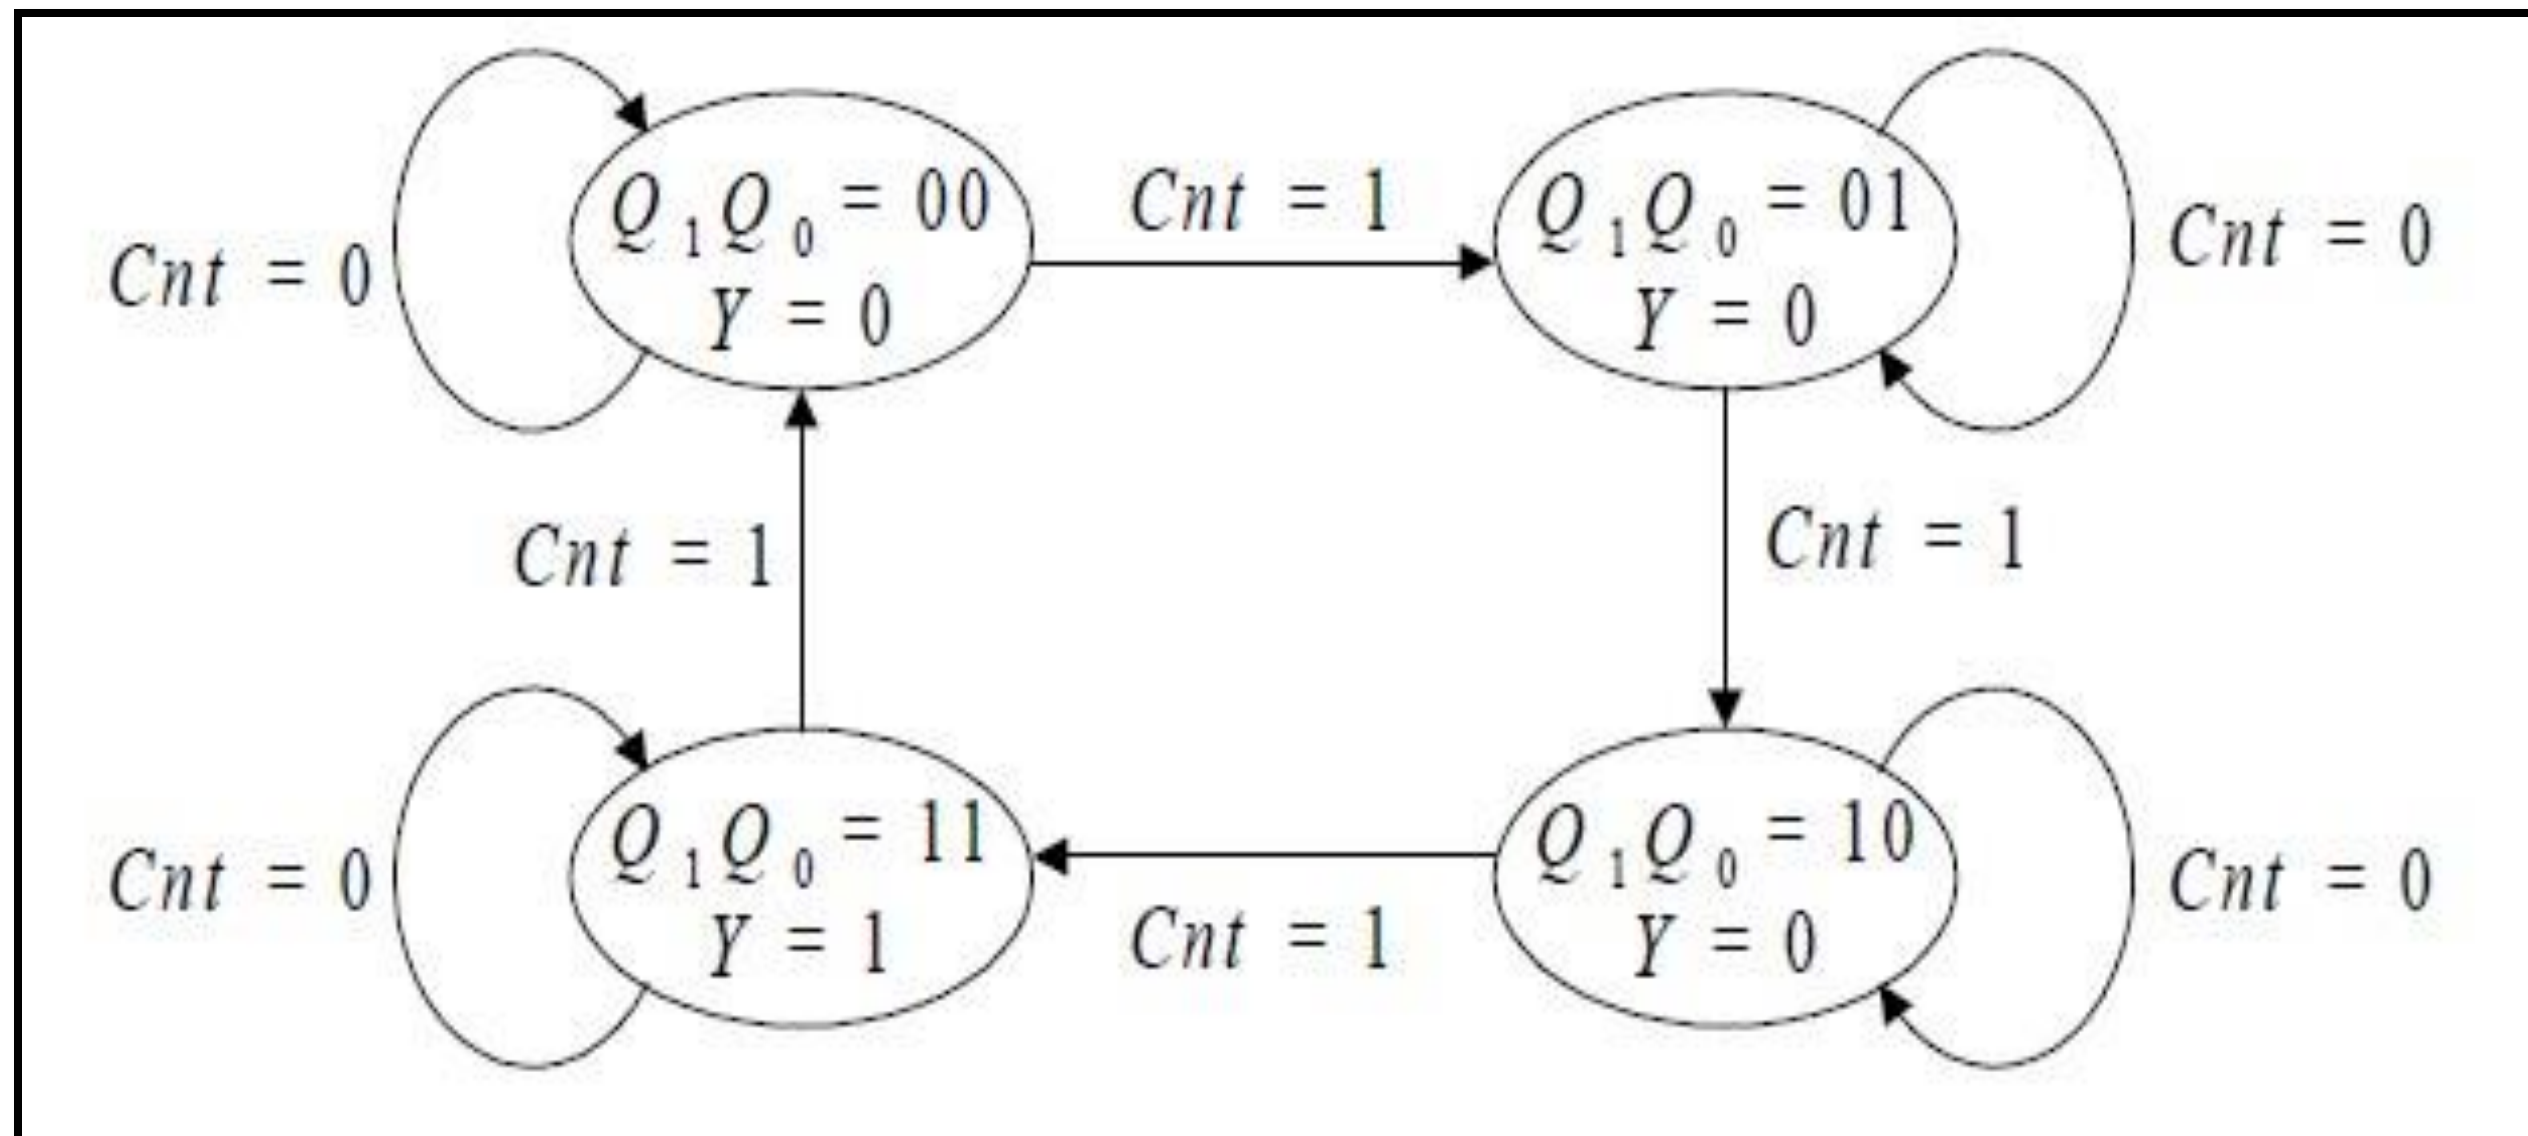 Q₁Q₀ = 00
Y = 0
Cnt = 1
Q₁Q₀ = 01
Y = 0
Cnt = 0
Cnt = 0
Cnt = 1
Cnt = 1
Q₁Q₀ = 11
Y = 1
Cnt = 0
Cnt = 1
Q₁Q₀ = 10
Y = 0
Cnt = 0